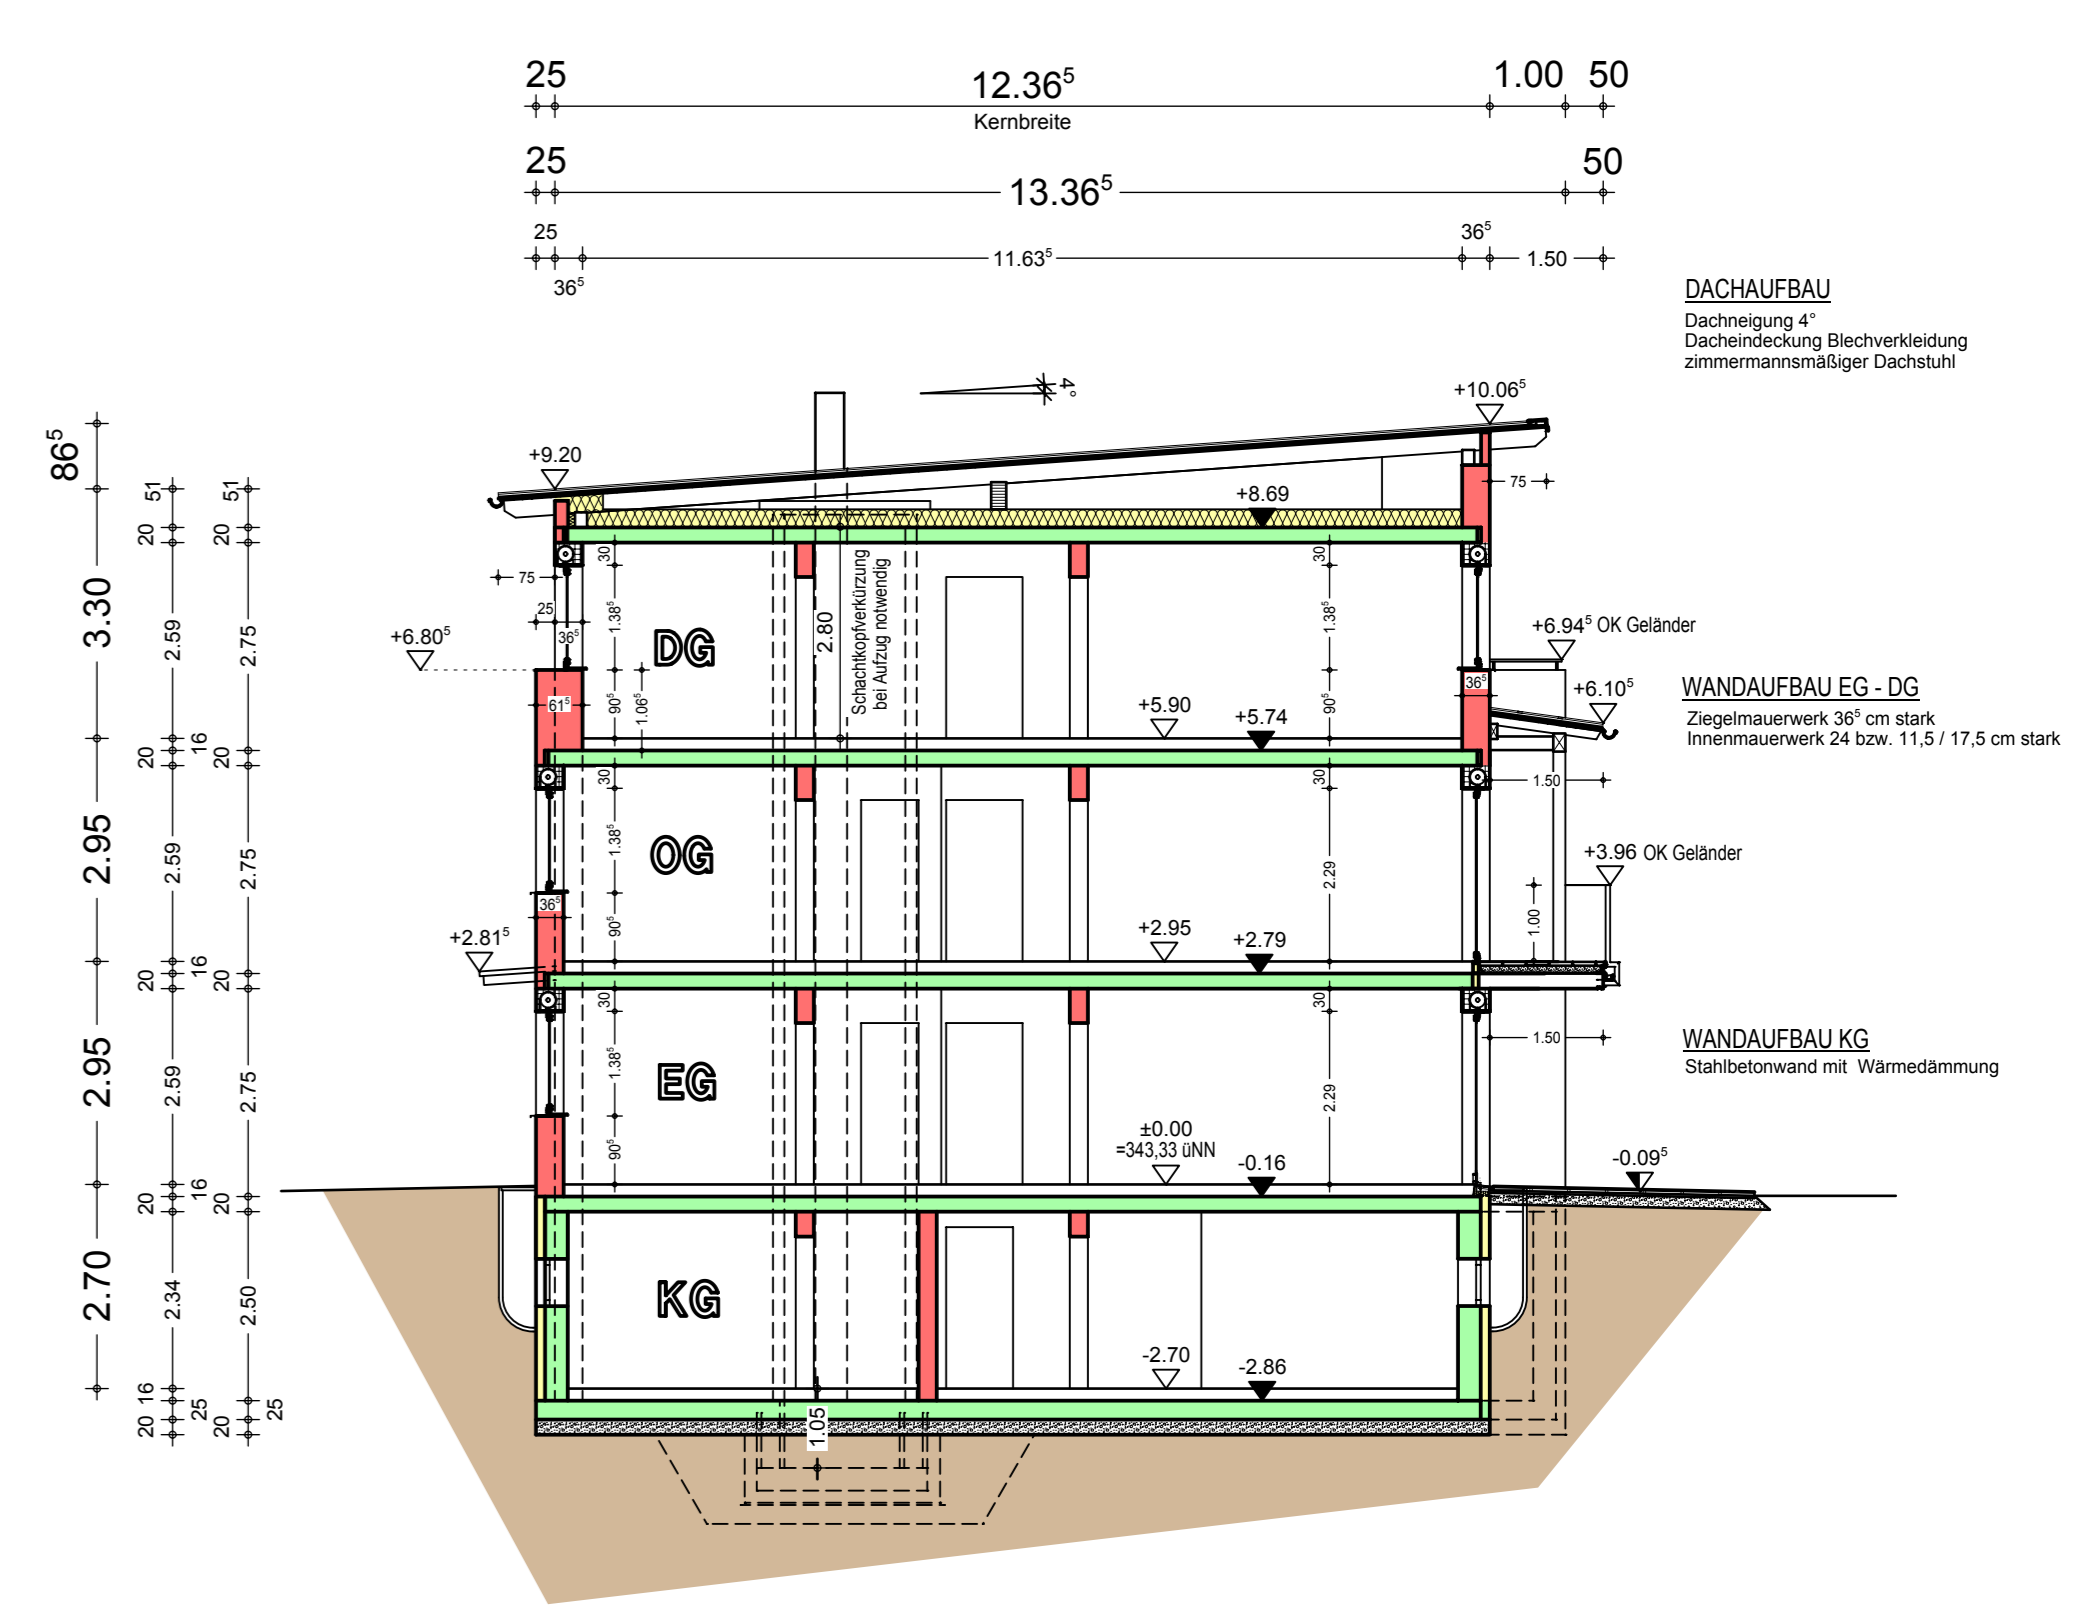 25 12.36⁵ 1.00 50
Kernbreite
25 13.36⁵ 50
25 11.63⁵ 36⁵ 1.50
36⁵
DACHAUFBAU
Dachneigung 4°
Dacheindeckung Blechverkleidung
zimmermannsmäßiger Dachstuhl
4°
+10.06⁵
86⁵
+9.20
51 51
75
+8.69
20 20
30 30
75
3.30
2.59
2.75
25
36⁵
1.38⁵
DG
2.80
Schachtkopfverkürzung
bei Aufzug notwendig
1.38⁵
+6.80⁵
+6.94⁵ OK Geländer
61⁵
90⁵
1.06⁵
90⁵
36⁵
+6.10⁵
WANDAUFBAU EG - DG
Ziegelmauerwerk 36⁵ cm stark
Innenmauerwerk 24 bzw. 11,5 / 17,5 cm stark
+5.90
+5.74
20 16 20
30 30
1.50
2.95
2.59
2.75
1.38⁵
OG
2.29
+3.96 OK Geländer
36⁵
90⁵
1.00
+2.81⁵
+2.95
+2.79
20 16 20
30 30
1.50
WANDAUFBAU KG
Stahlbetonwand mit Wärmedämmung
2.95
2.59
2.75
1.38⁵
EG
2.29
90⁵
±0.00
=343,33 üNN
-0.16
-0.09⁵
20 16 20
2.70
2.34
2.50
KG
-2.70
-2.86
16
20 25 20 25
1.05